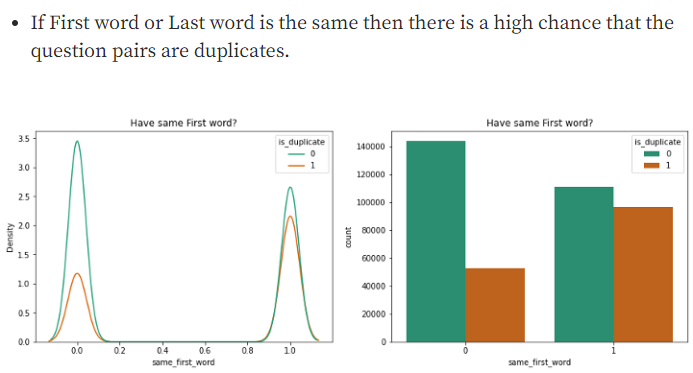 • If First word or Last word is the same then there is a high chance that the
question pairs are duplicates.
Have same First word?
is_duplicate
0
1
3.5
3.0
2.5
2.0
1.5
1.0
0.5
0.0
Density
0.0 0.2 0.4 0.6 0.8 1.0
same_first_word
Have same First word?
is_duplicate
0
1
140000
120000
100000
80000
60000
40000
20000
0
count
0 1
same_first_word